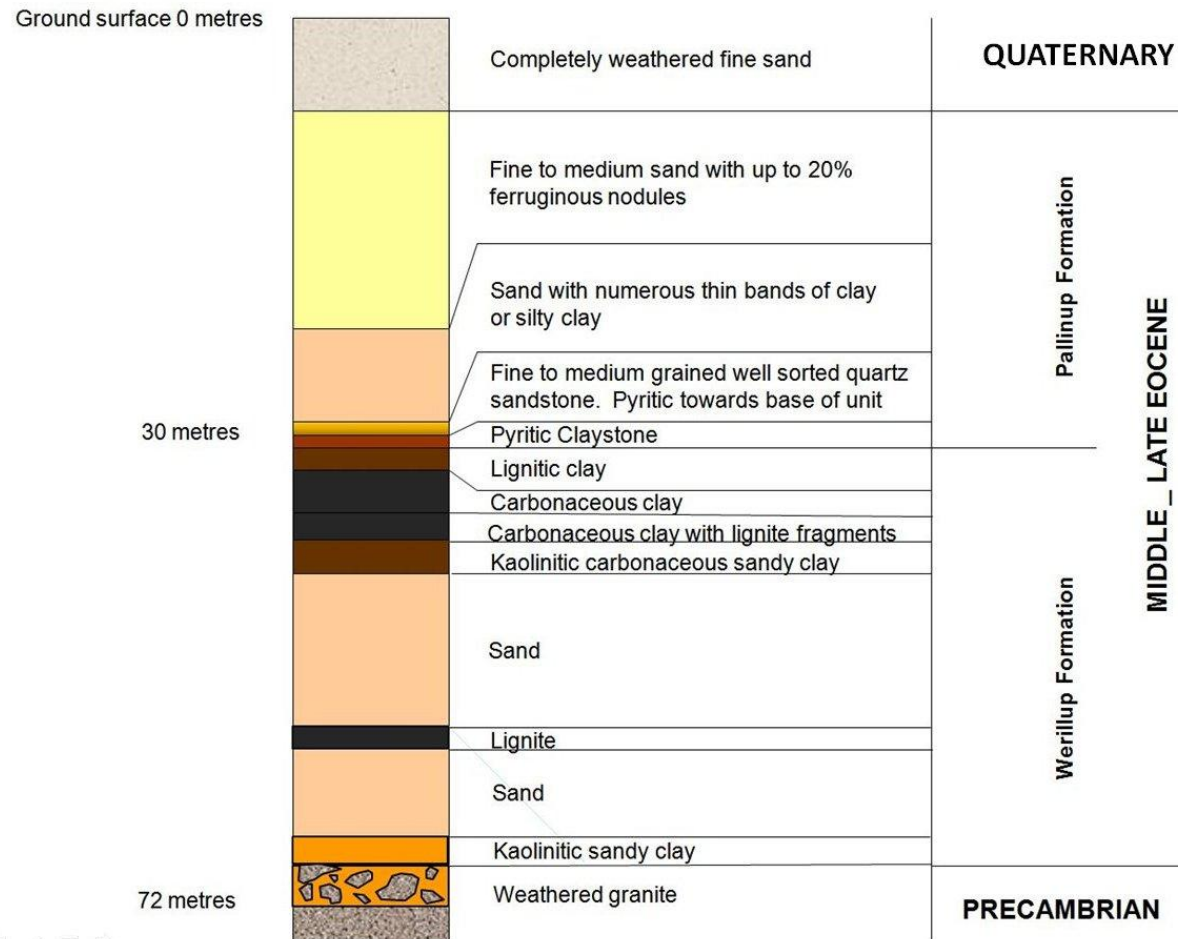 Ground surface 0 metres
Completely weathered fine sand
QUATERNARY
Fine to medium sand with up to 20%
ferruginous nodules
Sand with numerous thin bands of clay
or silty clay
Fine to medium grained well sorted quartz
sandstone. Pyritic towards base of unit
30 metres
Pyritic Claystone
Pallinup Formation
Lignitic clay
Carbonaceous clay
Carbonaceous clay with lignite fragments
Kaolinitic carbonaceous sandy clay
MIDDLE_ LATE EOCENE
Sand
Lignite
Werillup Formation
Sand
Kaolinitic sandy clay
Weathered granite
72 metres
PRECAMBRIAN